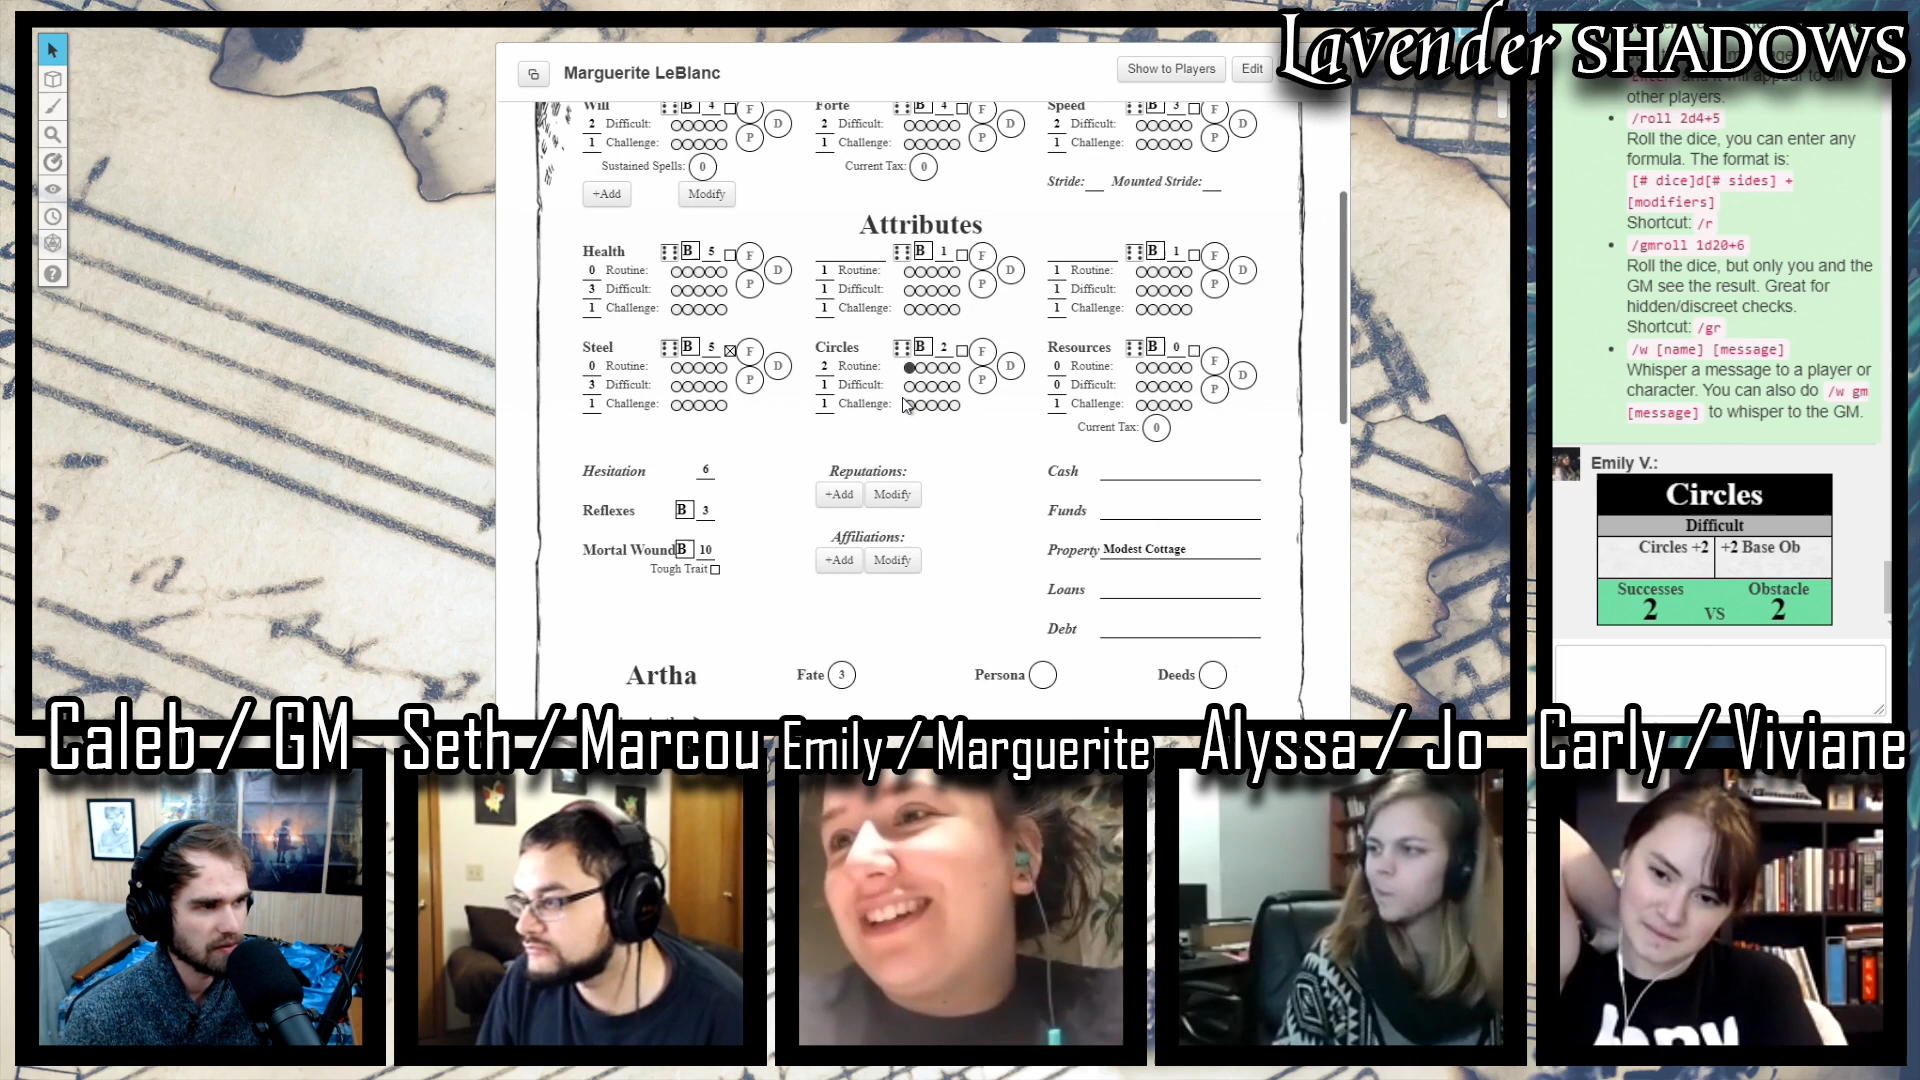 Lavender SHADOWS
Marguerite LeBlanc
Show to Players
Edit
Will B 4 F
2 Difficult: D
1 Challenge: P
Sustained Spells: 0
+Add Modify
Forte B 4 F
2 Difficult: D
1 Challenge: P
Current Tax: 0
Speed B 3 F
2 Difficult: D
1 Challenge: P
Stride: Mounted Stride:
Attributes
Health B 5 F
0 Routine: D
3 Difficult: P
1 Challenge:
B 1 F
1 Routine: D
1 Difficult: P
1 Challenge:
B 1 F
1 Routine: D
1 Difficult: P
1 Challenge:
Steel B 5 F
0 Routine: D
3 Difficult: P
1 Challenge:
Circles B 2 F
2 Routine: D
1 Difficult: P
1 Challenge:
Resources B 0 F
0 Routine: D
0 Difficult: P
1 Challenge:
Current Tax: 0
Hesitation 6
Reflexes B 3
Mortal Wound B 10
Tough Trait
Reputations:
+Add Modify
Affiliations:
+Add Modify
Cash
Funds
Property Modest Cottage
Loans
Debt
Artha
Fate 3
Persona
Deeds
other players.
/roll 2d4+5
Roll the dice, you can enter any
formula. The format is:
[# dice]d[# sides] +
[modifiers]
Shortcut: /r
/gmroll 1d20+6
Roll the dice, but only you and the
GM see the result. Great for
hidden/discreet checks.
Shortcut: /gr
/w [name] [message]
Whisper a message to a player or
character. You can also do /w gm
[message] to whisper to the GM.
Emily V.:
Circles
Difficult
Circles +2 +2 Base Ob
Successes Obstacle
2 VS 2
Caleb / GM
Seth / Marcou
Emily / Marguerite
Alyssa / Jo
Carly / Viviane